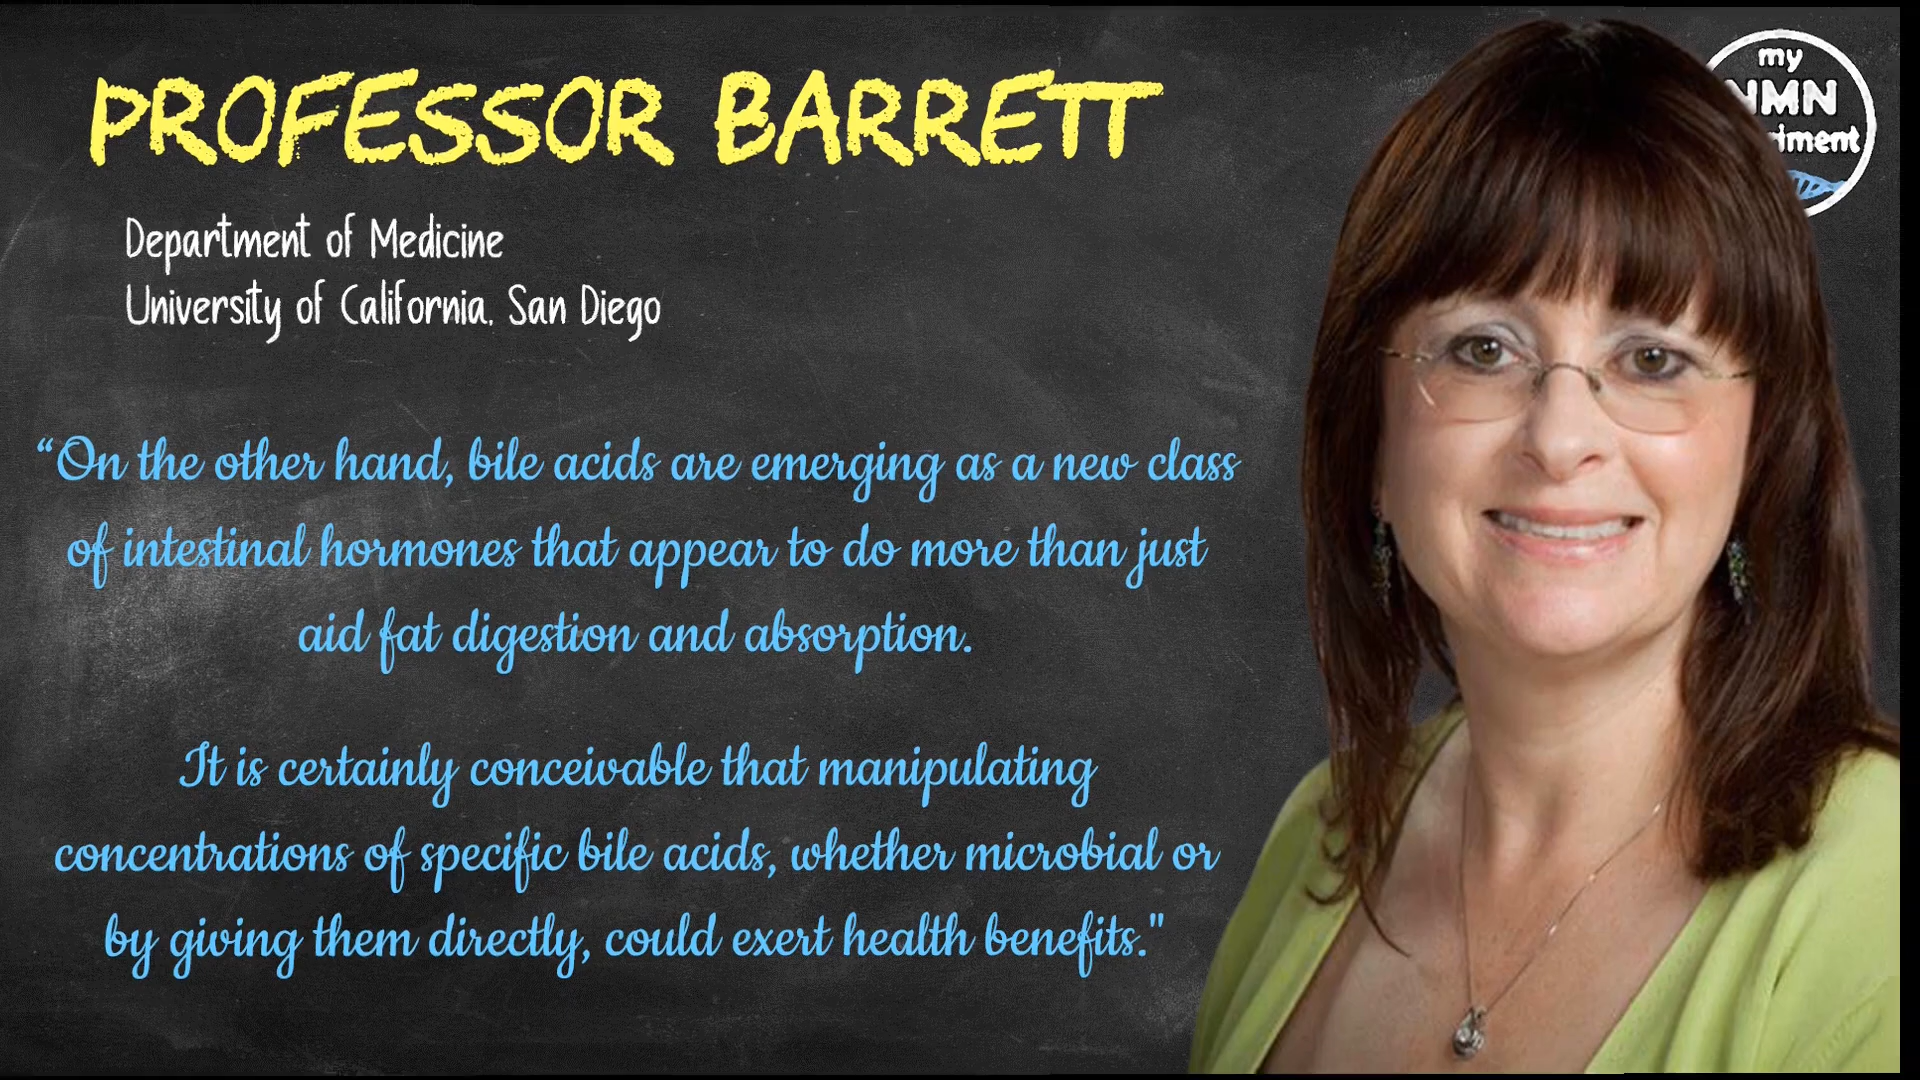 PROFESSOR BARRETT
Department of Medicine
University of California, San Diego
“On the other hand, bile acids are emerging as a new class
of intestinal hormones that appear to do more than just
aid fat digestion and absorption.
It is certainly conceivable that manipulating
concentrations of specific bile acids, whether microbial or
by giving them directly, could exert health benefits."
my
NMN